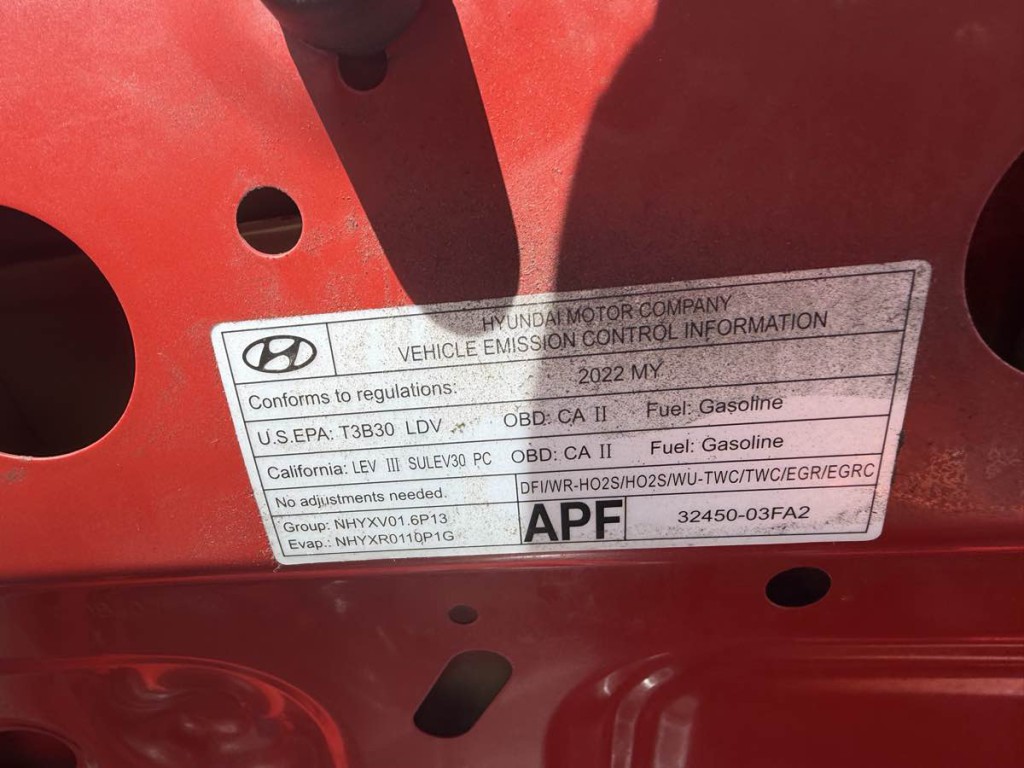 HYUNDAI MOTOR COMPANY
VEHICLE EMISSION CONTROL INFORMATION
Conforms to regulations: 2022 MY
U.S.EPA: T3B30 LDV OBD: CA II Fuel: Gasoline
California: LEV III SULEV30 PC OBD: CA II Fuel: Gasoline
No adjustments needed. DFI/WR-HO2S/HO2S/WU-TWC/TWC/EGR/EGRC
Group: NHYXV01.6P13
Evap.: NHYXR0110P1G
APF 32450-03FA2